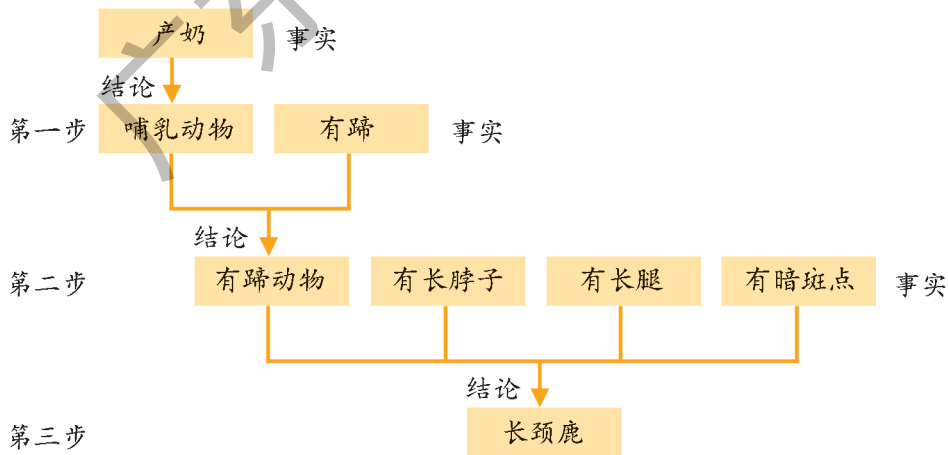 产奶 事实
结论
第一步 哺乳动物 有蹄 事实
结论
第二步 有蹄动物 有长脖子 有长腿 有暗斑点 事实
结论
第三步 长颈鹿
广东